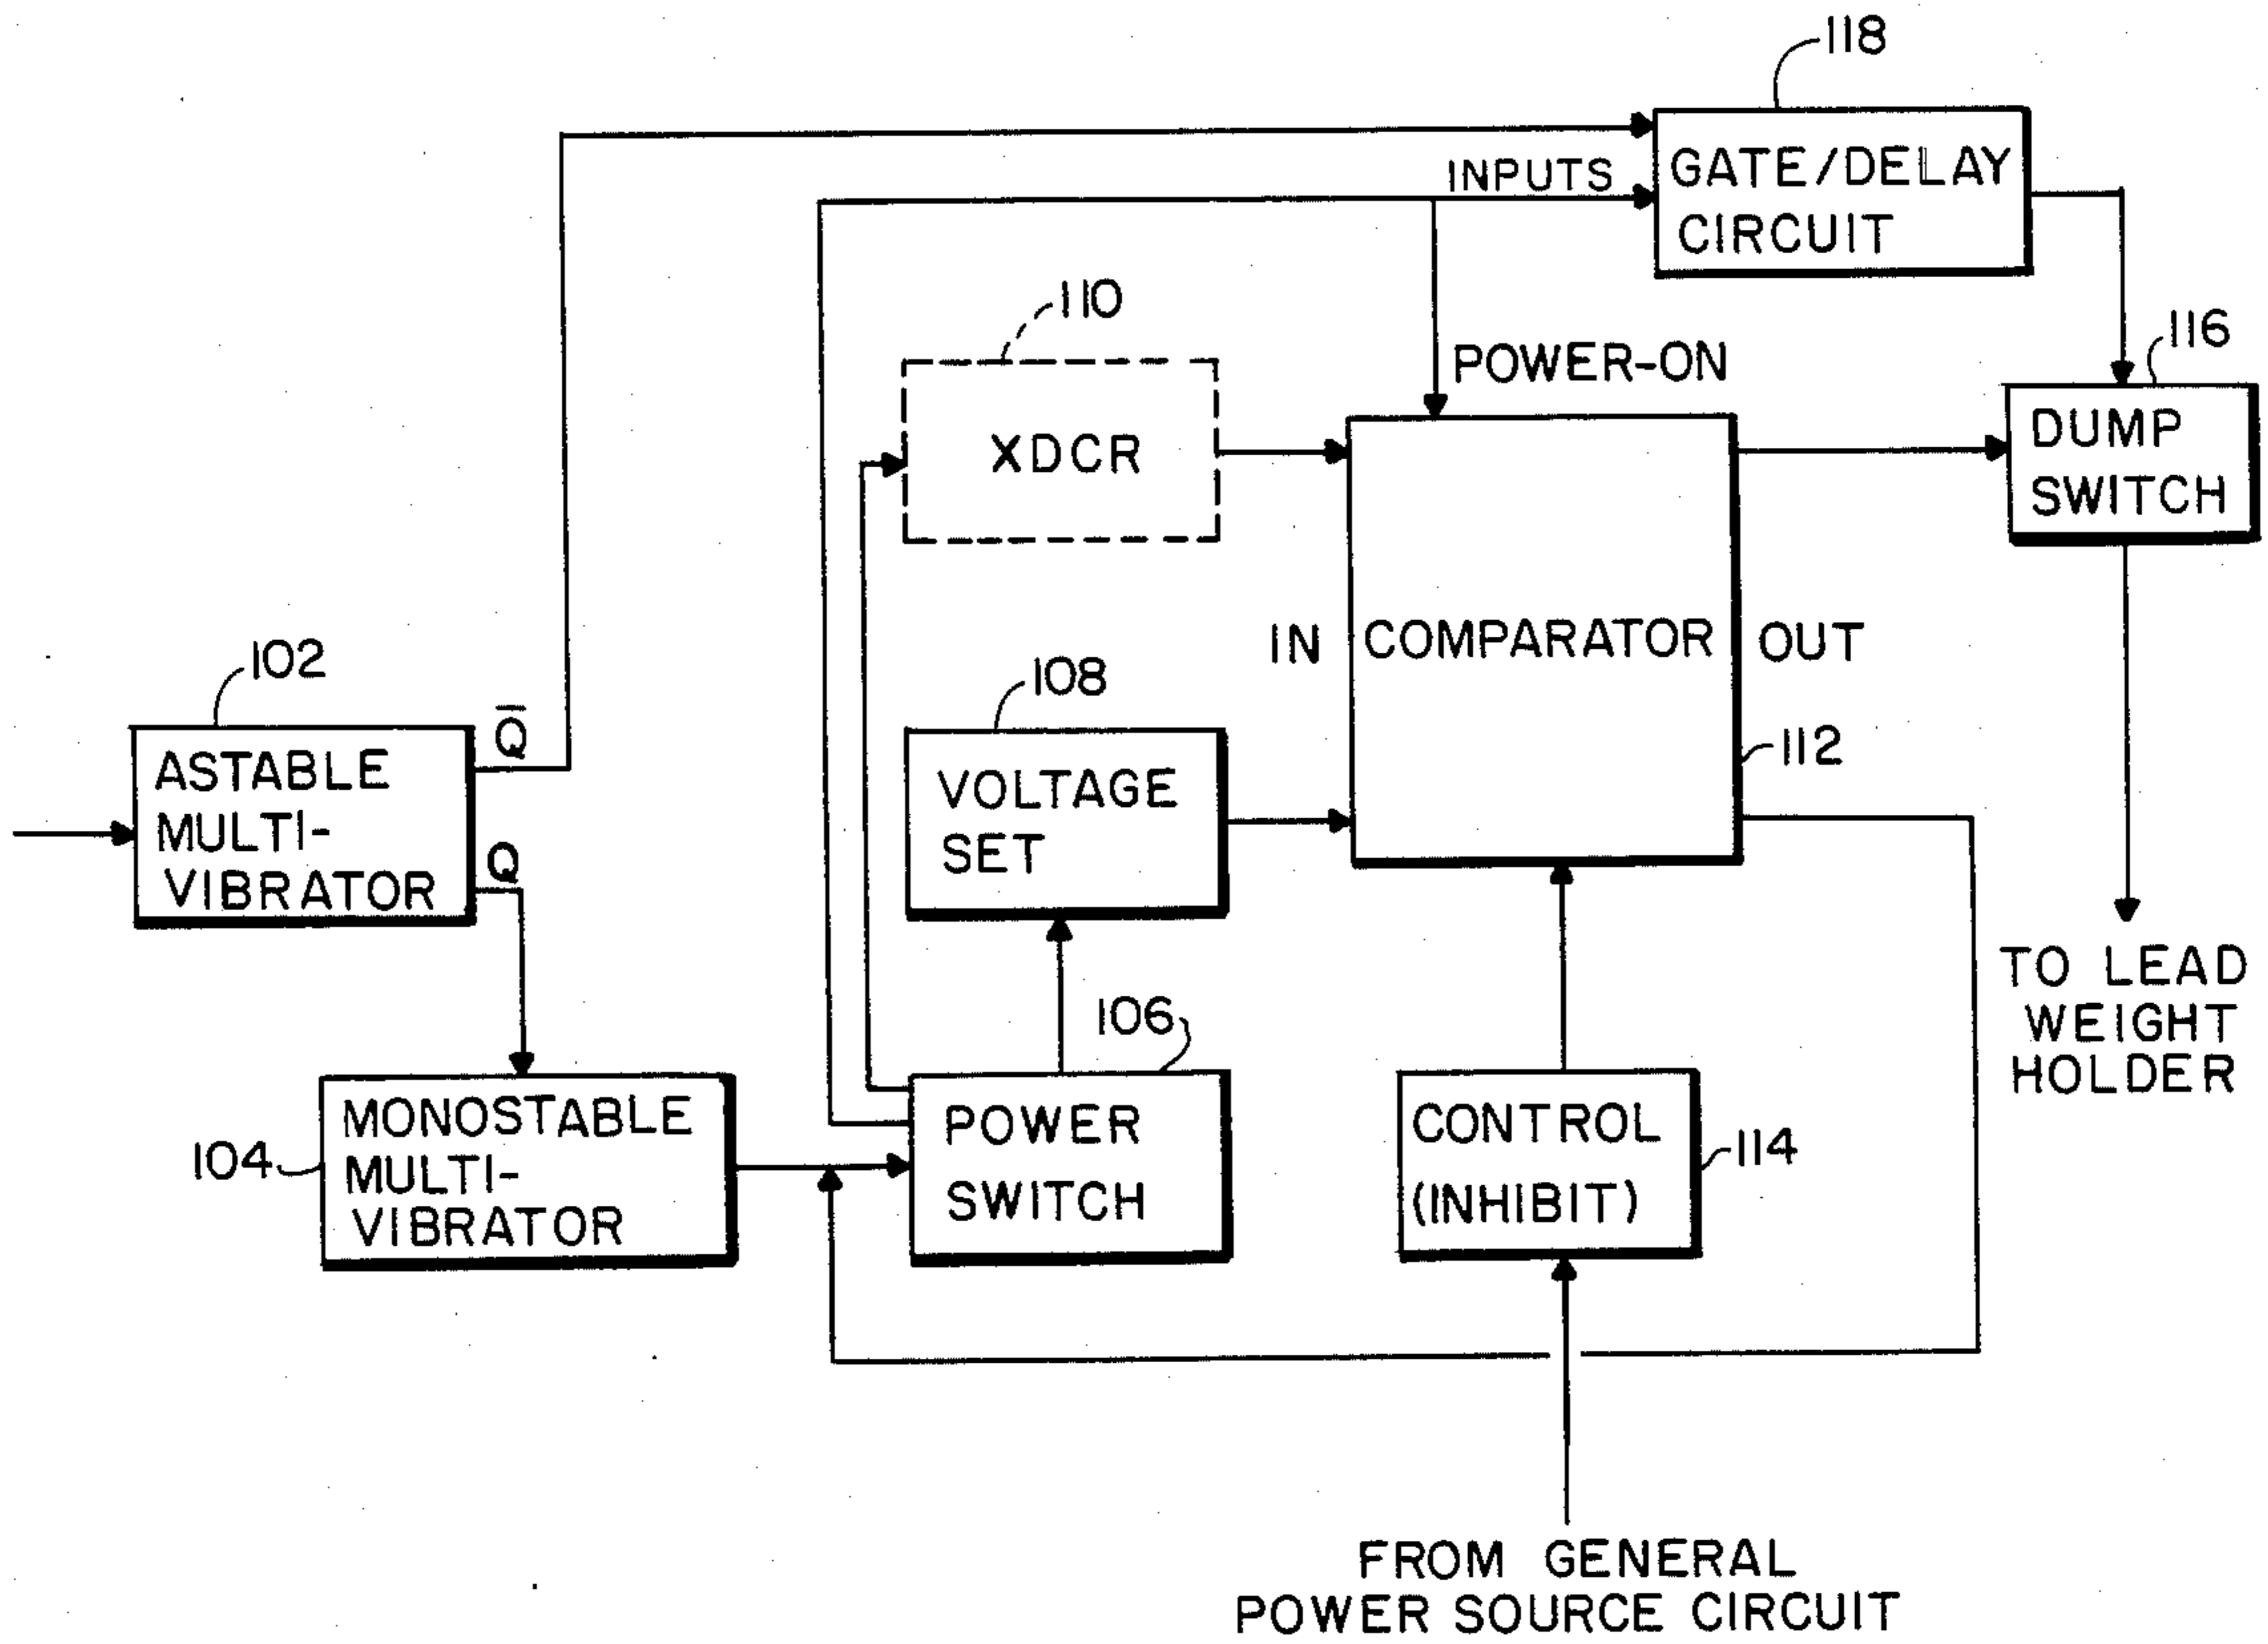 118
GATE/DELAY
CIRCUIT
INPUTS
110
XDCR
POWER-ON
116
DUMP
SWITCH
102
Q̅
ASTABLE
MULTI-
VIBRATOR
Q
108
VOLTAGE
SET
IN
COMPARATOR
OUT
112
TO LEAD
WEIGHT
HOLDER
104
MONOSTABLE
MULTI-
VIBRATOR
106
POWER
SWITCH
CONTROL
(INHIBIT)
114
FROM GENERAL
POWER SOURCE CIRCUIT